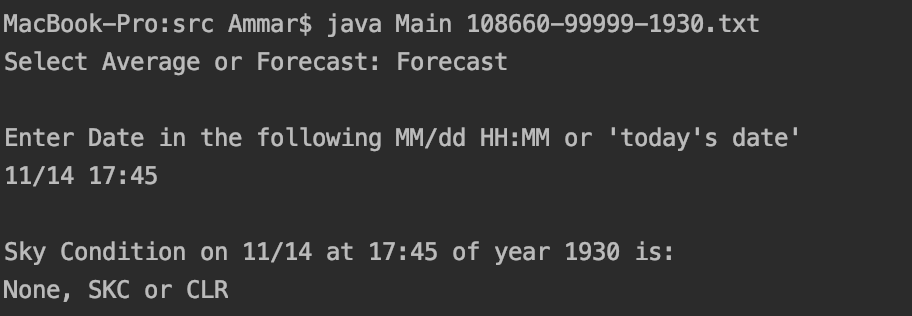 MacBook-Pro:src Ammar$ java Main 108660-99999-1930.txt
Select Average or Forecast: Forecast
Enter Date in the following MM/dd HH:MM or 'today's date'
11/14 17:45
Sky Condition on 11/14 at 17:45 of year 1930 is:
None, SKC or CLR